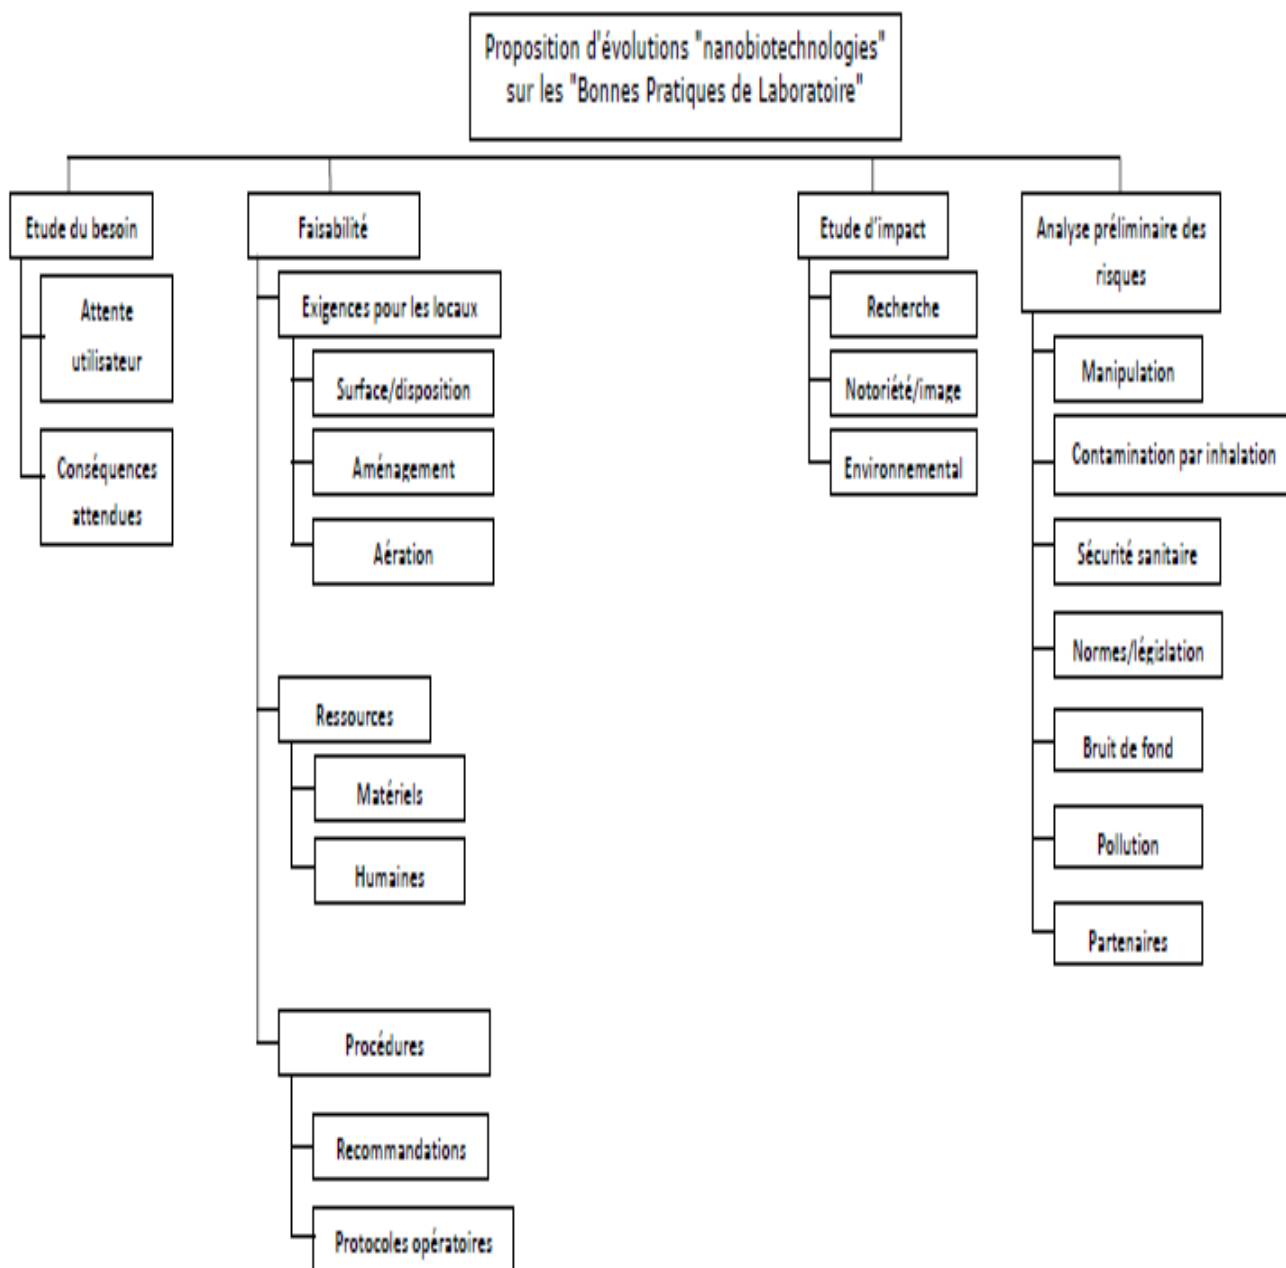 Proposition d'évolutions "nanobiotechnologies"
sur les "Bonnes Pratiques de Laboratoire"
Etude du besoin
Attente
utilisateur
Conséquences
attendues
Faisabilité
Exigences pour les locaux
Surface/disposition
Aménagement
Aération
Ressources
Matériels
Humaines
Procédures
Recommandations
Protocoles opératoires
Etude d'impact
Recherche
Notoriété/image
Environnemental
Analyse préliminaire des
risques
Manipulation
Contamination par inhalation
Sécurité sanitaire
Normes/législation
Bruit de fond
Pollution
Partenaires